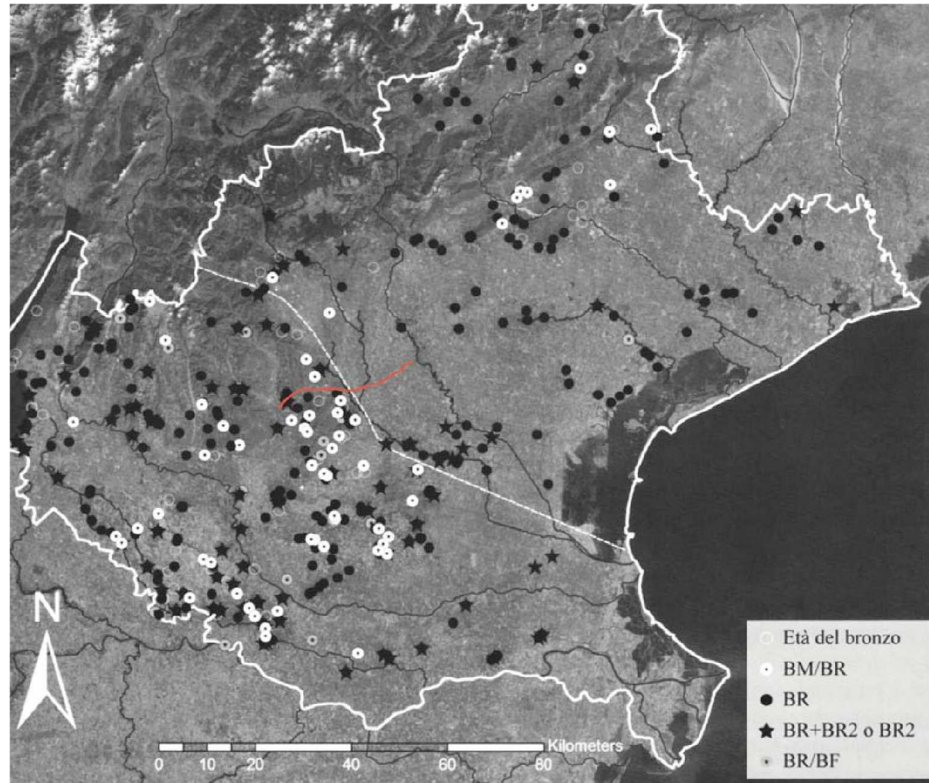 N
Età del bronzo
BM/BR
BR
BR+BR2 o BR2
BR/BF
Kilometers
0 10 20 40 60 80